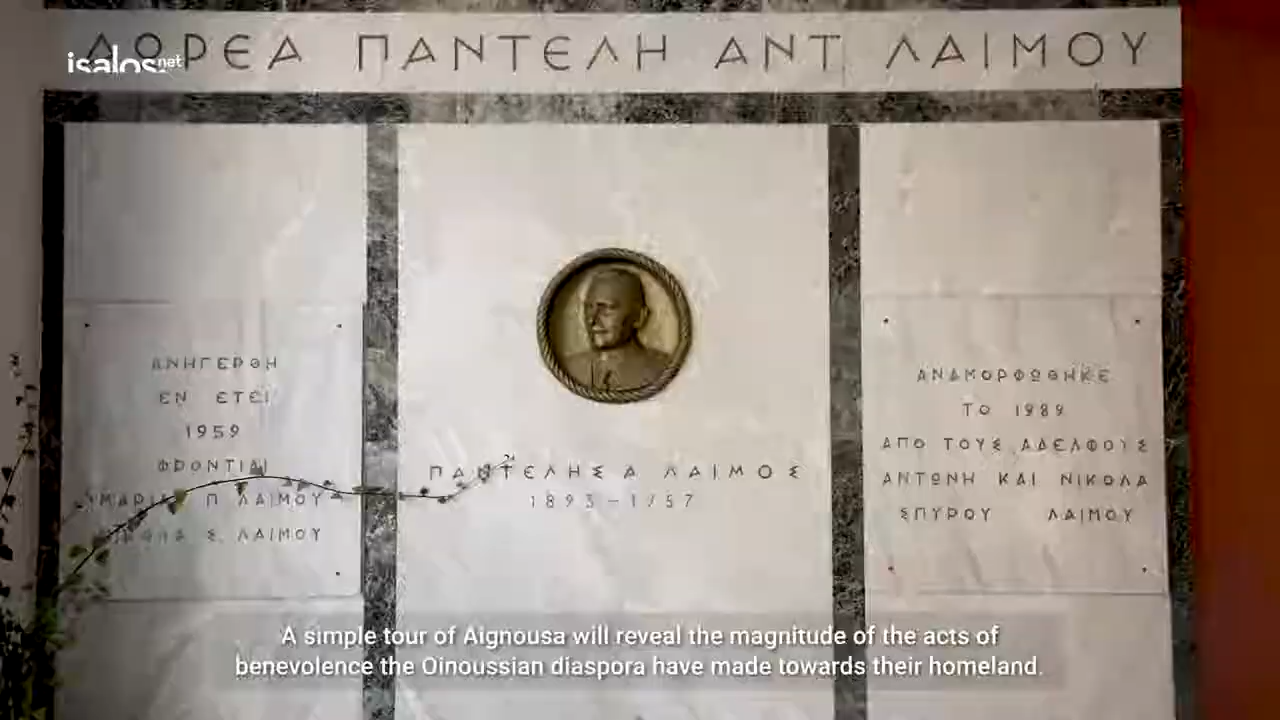 isalos.net
ΔΩΡΕΑ ΠΑΝΤΕΛΗ ΑΝΤ ΛΑΙΜΟΥ
ΑΝΗΓΕΡΘΗ
ΕΝ ΕΤΕΙ
1959
ΦΡΟΝΤΙΔΙ
ΜΑΡΙΑΣ Π ΛΑΙΜΟΥ
Σ. ΛΑΙΜΟΥ
ΠΑΝΤΕΛΗΣ Α ΛΑΙΜΟΣ
1893-1957
ΑΝΑΜΟΡΦΩΘΗΚΕ
ΤΟ 1989
ΑΠΟ ΤΟΥΣ ΑΔΕΛΦΟΥΣ
ΑΝΤΩΝΗ ΚΑΙ ΝΙΚΟΛΑ
ΣΠΥΡΟΥ ΛΑΙΜΟΥ
A simple tour of Aignousa will reveal the magnitude of the acts of
benevolence the Oinoussian diaspora have made towards their homeland.